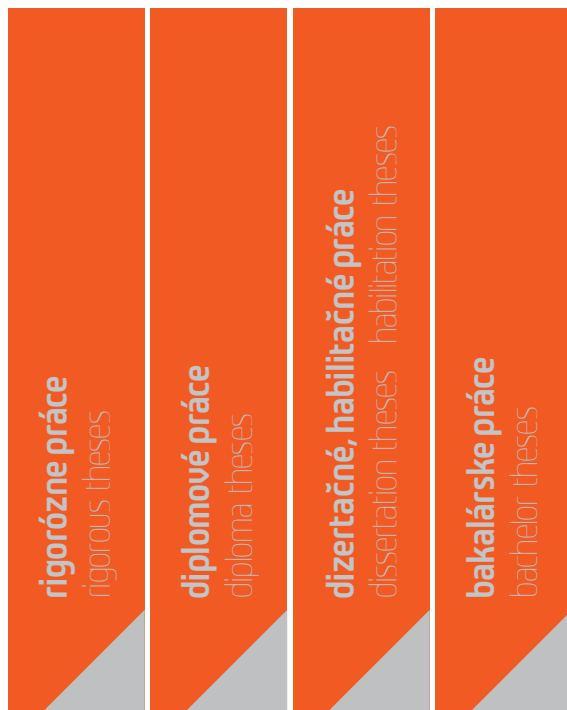 rigorózne práce
rigorous theses
diplomové práce
diploma theses
dizertačné, habilitačné práce
dissertation theses habilitation theses
bakalárske práce
bachelor theses